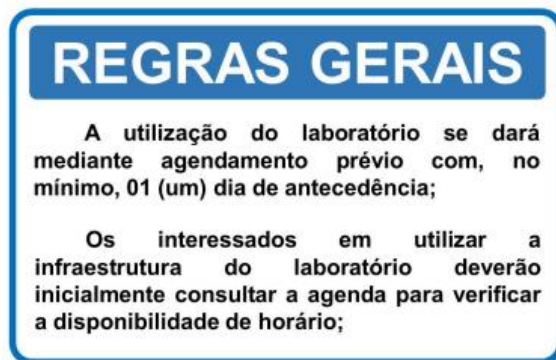 REGRAS GERAIS
A utilização do laboratório se dará
mediante agendamento prévio com, no
mínimo, 01 (um) dia de antecedência;
Os interessados em utilizar a
infraestrutura do laboratório deverão
inicialmente consultar a agenda para verificar
a disponibilidade de horário;